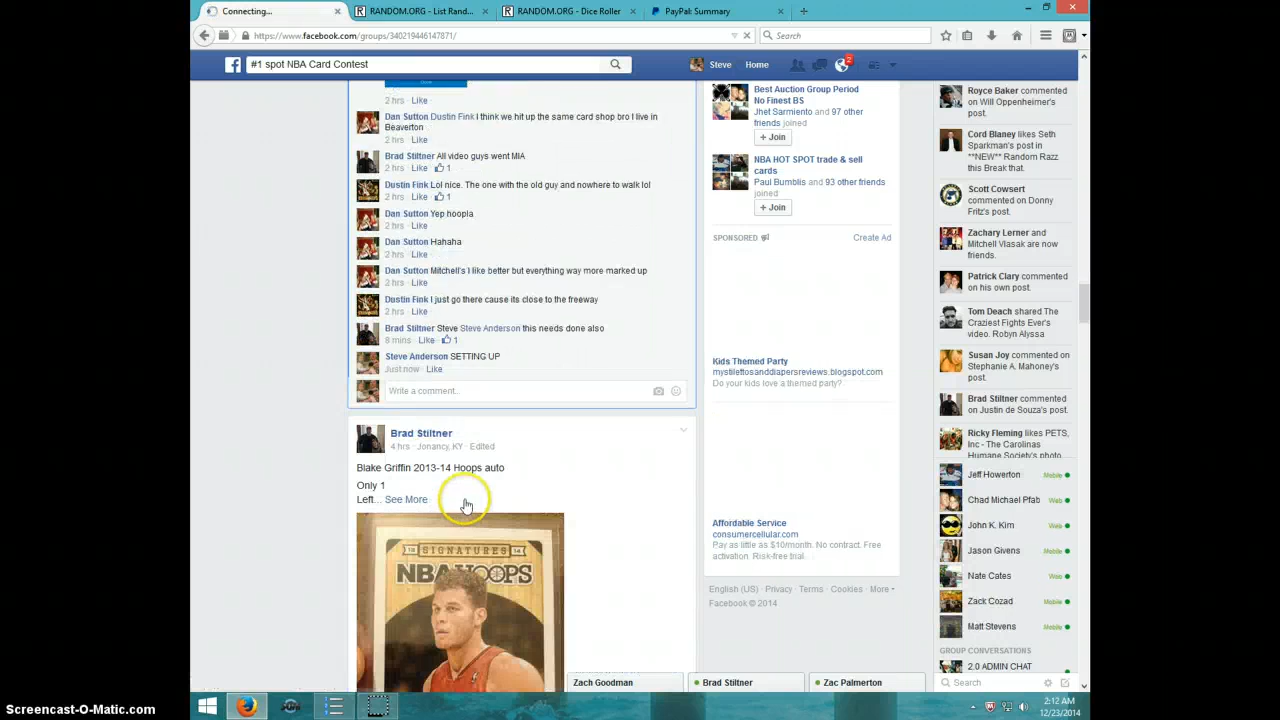 Connecting...
RANDOM.ORG - List Rand...
RANDOM.ORG - Dice Roller
PayPal: Summary
https://www.facebook.com/groups/340219446147871/
Search
#1 spot NBA Card Contest
Steve
Home
2
2 hrs · Like ·
Dan Sutton Dustin Fink I think we hit up the same card shop bro I live in
Beaverton
2 hrs · Like
Brad Stiltner All video guys went MIA
2 hrs · Like · 1
Dustin Fink Lol nice. The one with the old guy and nowhere to walk lol
2 hrs · Like · 1
Dan Sutton Yep hoopla
2 hrs · Like
Dan Sutton Hahaha
2 hrs · Like
Dan Sutton Mitchell's I like better but everything way more marked up
2 hrs · Like
Dustin Fink I just go there cause its close to the freeway
2 hrs · Like
Brad Stiltner Steve Steve Anderson this needs done also
8 mins · Like · 1
Steve Anderson SETTING UP
Just now · Like
Write a comment...
Brad Stiltner
4 hrs · Jonancy, KY · Edited
Blake Griffin 2013-14 Hoops auto
Only 1
Left... See More
13 SIGNATURES 14
NBA HOOPS
Best Auction Group Period
No Finest BS
Jhet Sarmiento and 97 other
friends joined
+ Join
NBA HOT SPOT trade & sell
cards
Paul Bumblis and 93 other friends
joined
+ Join
SPONSORED
Create Ad
Kids Themed Party
mystilettosanddiapersreviews.blogspot.com
Do your kids love a themed party?
Affordable Service
consumercellular.com
Pay as little as $10/month. No contract. Free
activation. Risk-free trial.
English (US) · Privacy · Terms · Cookies · More
Facebook © 2014
Royce Baker commented
on Will Oppenheimer's
post.
Cord Blaney likes Seth
Sparkman's post in
**NEW** Random Razz
this Break that.
Scott Cowsert
commented on Donny
Fritz's post.
Zachary Lerner and
Mitchell Vlasak are now
friends.
Patrick Clary commented
on his own post.
Tom Deach shared The
Craziest Fights Ever's
video. Robyn Alyssa
Susan Joy commented on
Stephanie A. Mahoney's
post.
Brad Stiltner commented
on Justin de Souza's post.
Ricky Fleming likes PETS,
Inc - The Carolinas
Humane Society's photo
Jeff Howerton Mobile
Chad Michael Pfab Web
John K. Kim Web
Jason Givens Mobile
Nate Cates Web
Zack Cozad Mobile
Matt Stevens Mobile
GROUP CONVERSATIONS
2.0 ADMIN CHAT
Search
Zach Goodman
Brad Stiltner
Zac Palmerton
2:12 AM
12/23/2014
Screencast-O-Matic.com